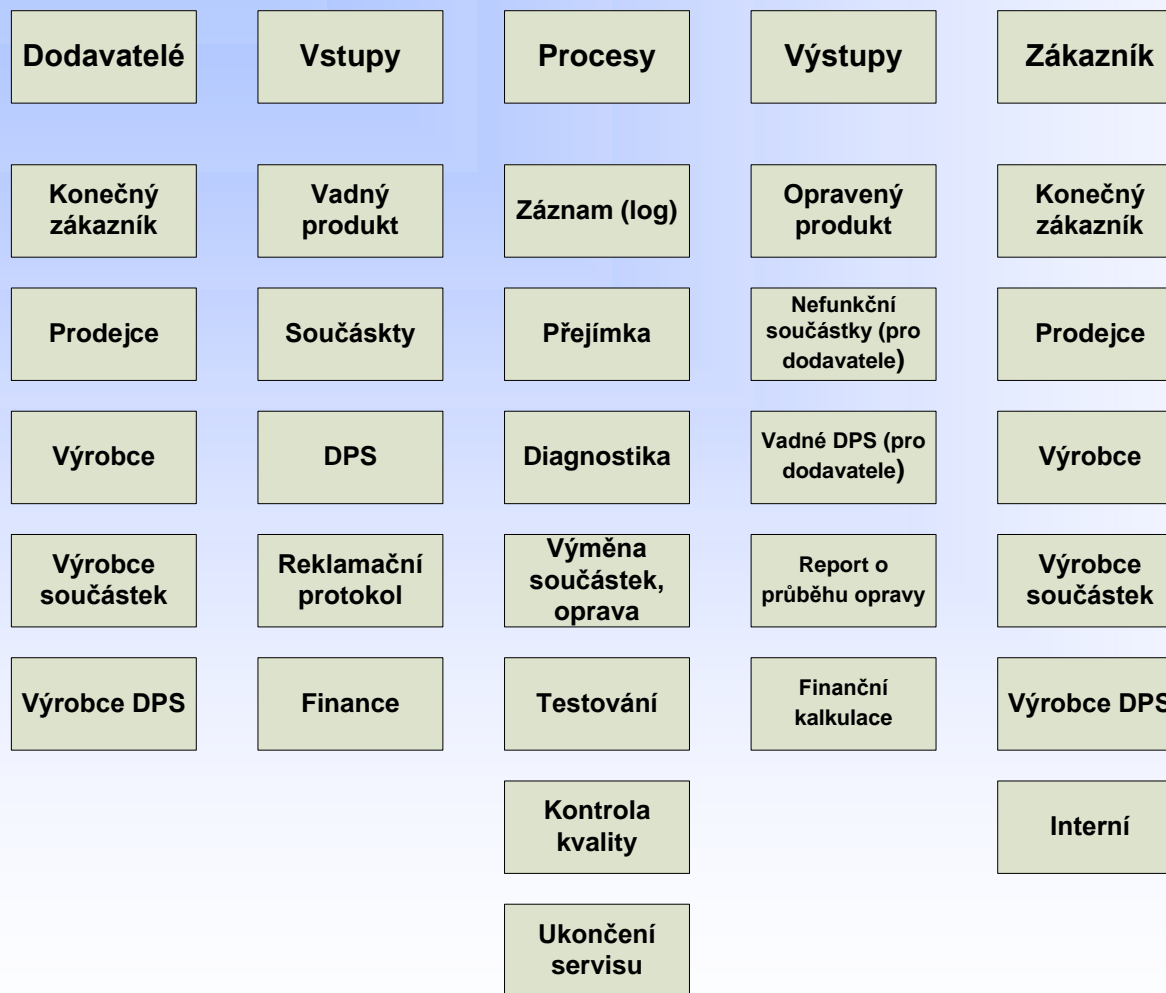 Dodavatelé
Vstupy
Procesy
Výstupy
Zákazník
Konečný
zákazník
Vadný
produkt
Záznam (log)
Opravený
produkt
Konečný
zákazník
Prodejce
Součáskty
Přejímka
Nefunkční
součástky (pro
dodavatele)
Prodejce
Výrobce
DPS
Diagnostika
Vadné DPS (pro
dodavatele)
Výrobce
Výrobce
součástek
Reklamační
protokol
Výměna
součástek,
oprava
Report o
průběhu opravy
Výrobce
součástek
Výrobce DPS
Finance
Testování
Finanční
kalkulace
Výrobce DPS
Kontrola
kvality
Interní
Ukončení
servisu